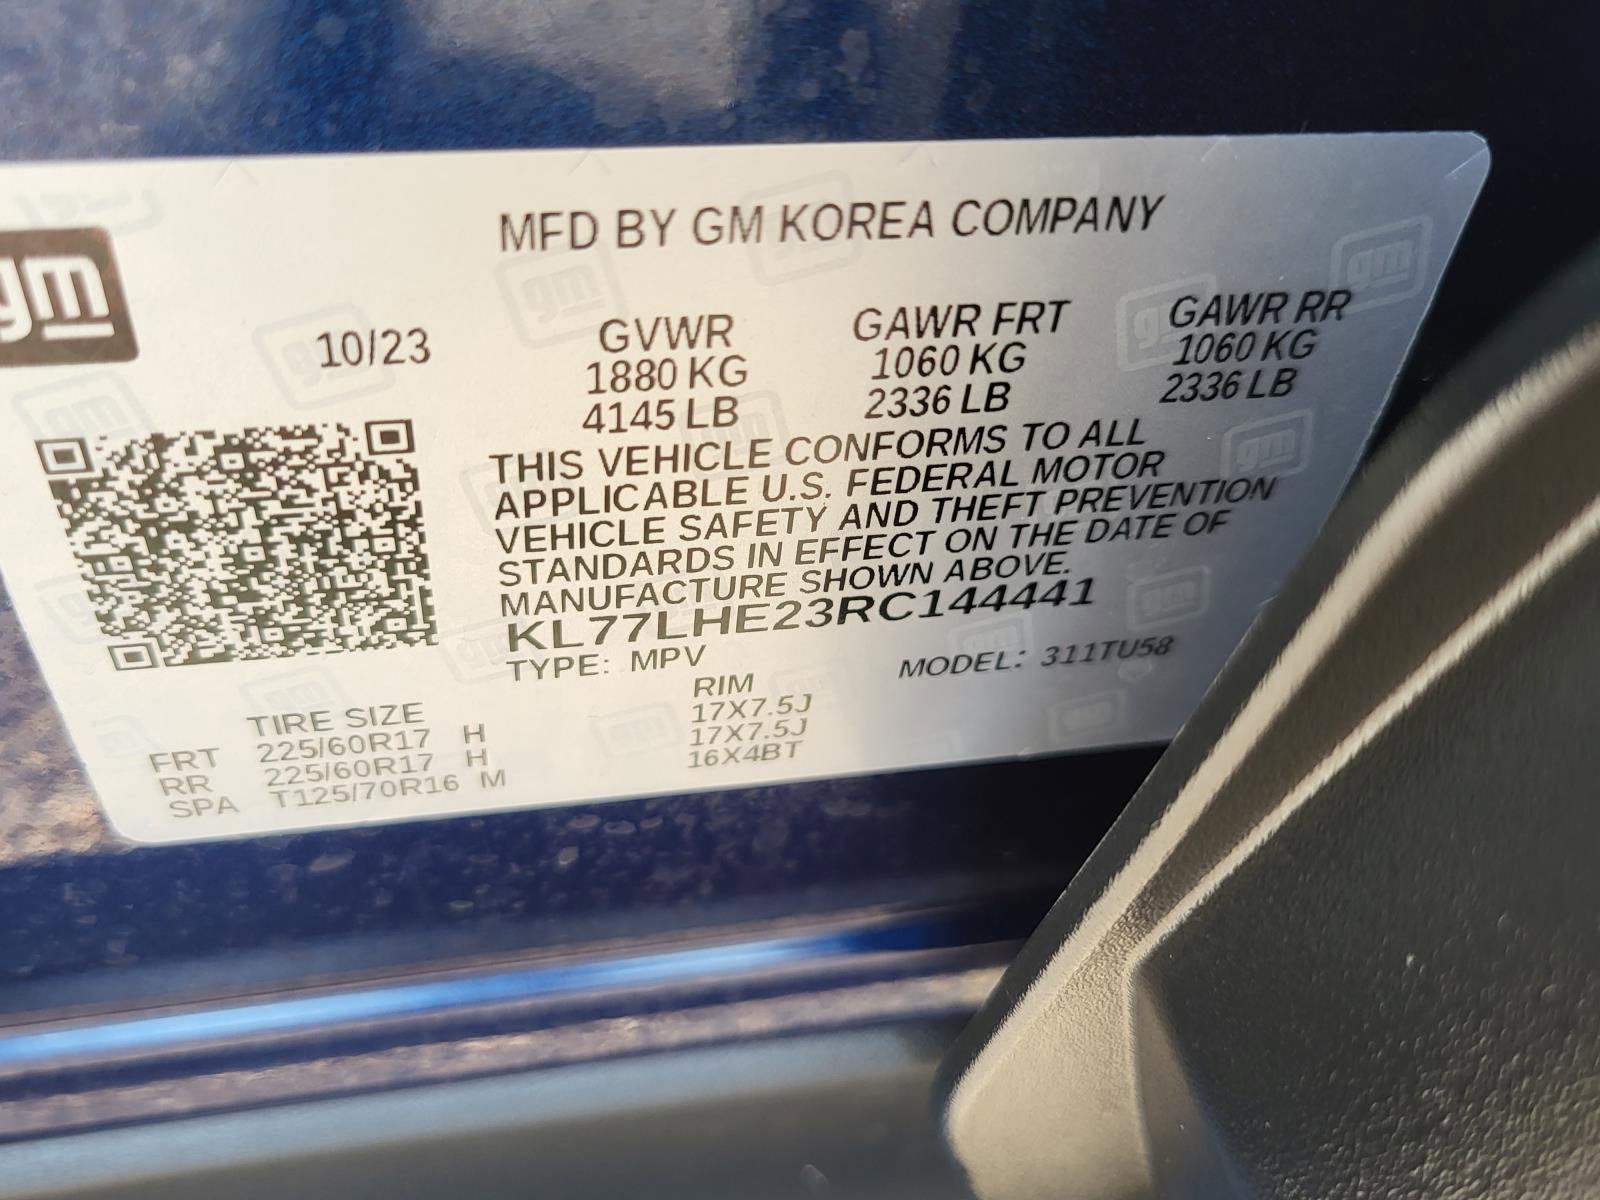 gm
MFD BY GM KOREA COMPANY
10/23 GVWR GAWR FRT GAWR RR
1880 KG 1060 KG 1060 KG
4145 LB 2336 LB 2336 LB
THIS VEHICLE CONFORMS TO ALL
APPLICABLE U.S. FEDERAL MOTOR
VEHICLE SAFETY AND THEFT PREVENTION
STANDARDS IN EFFECT ON THE DATE OF
MANUFACTURE SHOWN ABOVE.
KL77LHE23RC144441
TYPE: MPV MODEL: 311TU58
TIRE SIZE RIM
FRT 225/60R17 H 17X7.5J
RR 225/60R17 H 17X7.5J
SPA T125/70R16 M 16X4BT